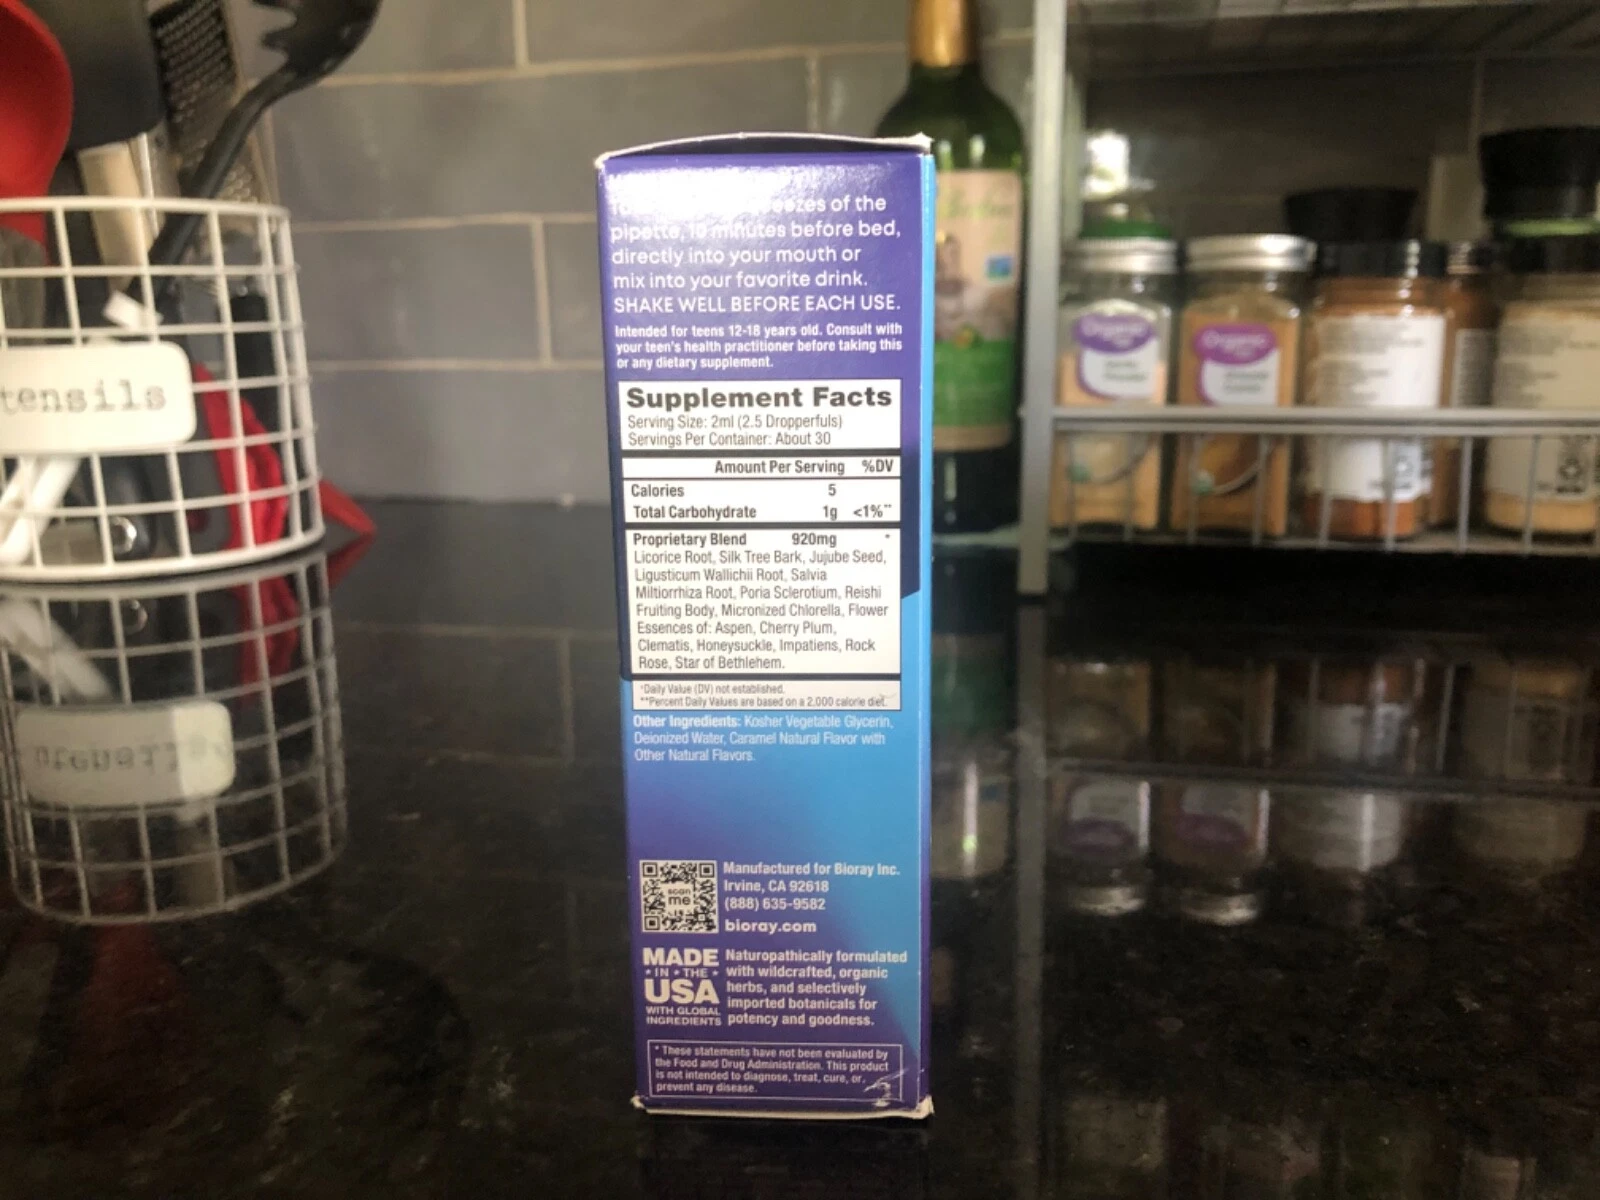 eezes of the
pipette, 10 minutes before bed,
directly into your mouth or
mix into your favorite drink.
SHAKE WELL BEFORE EACH USE.
Intended for teens 12-18 years old. Consult with
your teen's health practitioner before taking this
or any dietary supplement.
Supplement Facts
Serving Size: 2ml (2.5 Dropperfuls)
Servings Per Container: About 30
Amount Per Serving %DV
Calories 5
Total Carbohydrate 1g <1%**
Proprietary Blend 920mg *
Licorice Root, Silk Tree Bark, Jujube Seed,
Ligusticum Wallichii Root, Salvia
Miltiorrhiza Root, Poria Sclerotium, Reishi
Fruiting Body, Micronized Chlorella, Flower
Essences of: Aspen, Cherry Plum,
Clematis, Honeysuckle, Impatiens, Rock
Rose, Star of Bethlehem.
*Daily Value (DV) not established.
**Percent Daily Values are based on a 2,000 calorie diet.
Other Ingredients: Kosher Vegetable Glycerin,
Deionized Water, Caramel Natural Flavor with
Other Natural Flavors.
scan
me
Manufactured for Bioray Inc.
Irvine, CA 92618
(888) 635-9582
bioray.com
MADE
• IN • THE •
USA
WITH GLOBAL
INGREDIENTS
Naturopathically formulated
with wildcrafted, organic
herbs, and selectively
imported botanicals for
potency and goodness.
* These statements have not been evaluated by
the Food and Drug Administration. This product
is not intended to diagnose, treat, cure, or
prevent any disease.
tensils
Organic
Organic